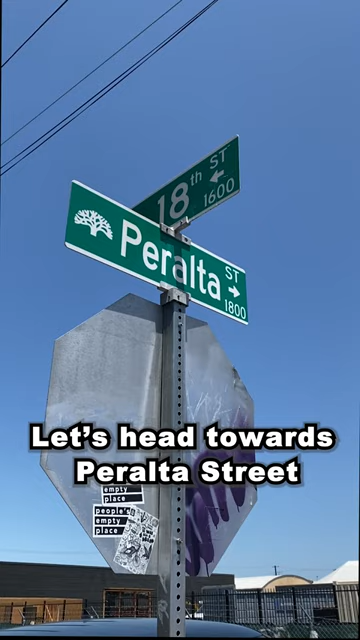 18th ST
← 1600
Peralta ST
→ 1800
Let's head towards
Peralta Street
empty
place
people's
empty
place